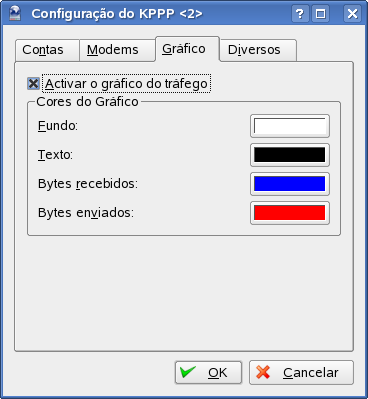 Configuração do KPPP <2>
Contas Modems Gráfico Diversos
Activar o gráfico do tráfego
Cores do Gráfico
Fundo:
Texto:
Bytes recebidos:
Bytes enviados:
OK Cancelar